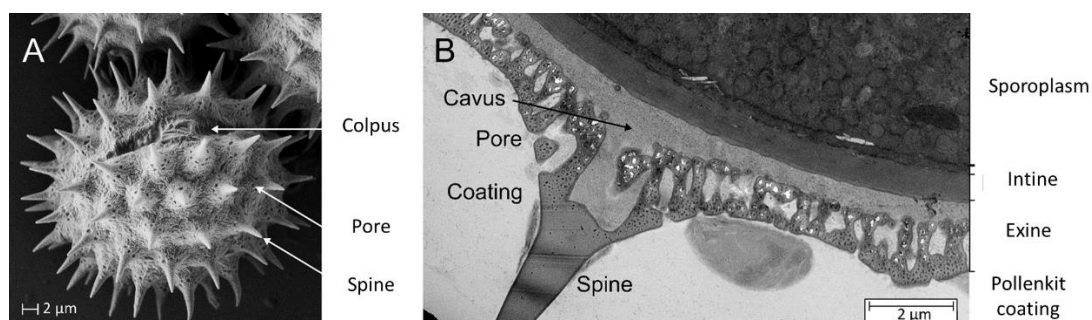 A
Colpus
Pore
Spine
2 µm
B
Cavus
Pore
Coating
Spine
2 µm
Sporoplasm
Intine
Exine
Pollenkit
coating